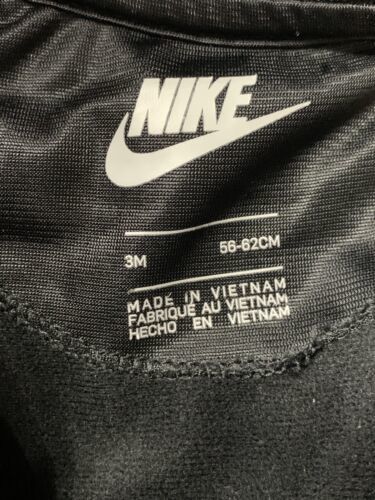 NIKE
3M 56-62CM
MADE IN VIETNAM
FABRIQUÉ AU VIETNAM
HECHO EN VIETNAM